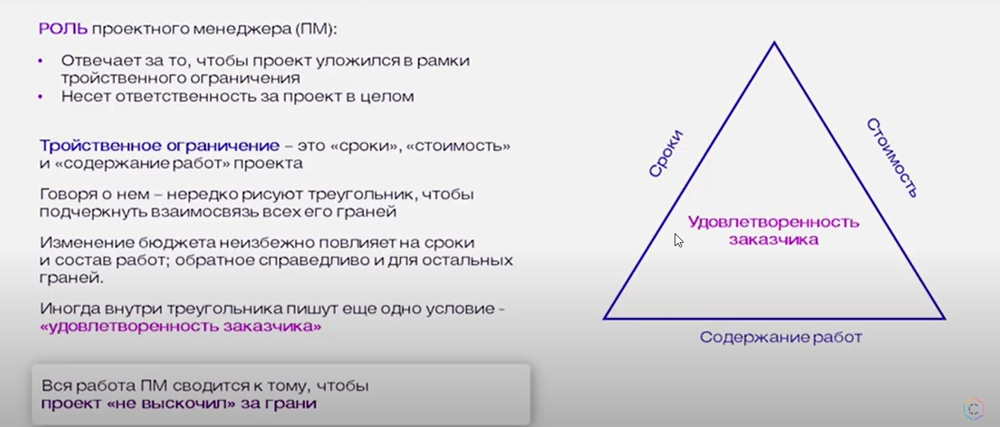 РОЛЬ проектного менеджера (ПМ):
• Отвечает за то, чтобы проект уложился в рамки
тройственного ограничения
• Несет ответственность за проект в целом
Тройственное ограничение – это «сроки», «стоимость»
и «содержание работ» проекта
Говоря о нем – нередко рисуют треугольник, чтобы
подчеркнуть взаимосвязь всех его граней
Изменение бюджета неизбежно повлияет на сроки
и состав работ; обратное справедливо и для остальных
граней.
Иногда внутри треугольника пишут еще одно условие -
«удовлетворенность заказчика»
Вся работа ПМ сводится к тому, чтобы
проект «не выскочил» за грани
Сроки
Стоимость
Удовлетворенность
заказчика
Содержание работ